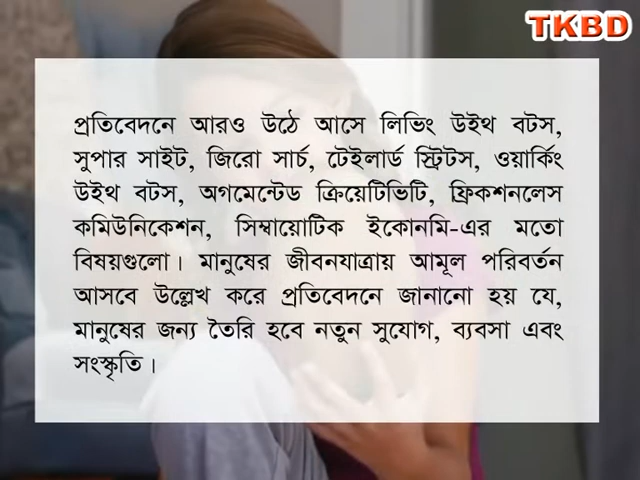 TKBD
প্রতিবেদনে আরও উঠে আসে লিভিং উইথ বটস,
সুপার সাইট, জিরো সার্চ, টেইলার্ড স্ট্রিটস, ওয়ার্কিং
উইথ বটস, অগমেন্টেড ক্রিয়েটিভিটি, ফ্রিকশনলেস
কমিউনিকেশন, সিম্বায়োটিক ইকোনমি-এর মতো
বিষয়গুলো। মানুষের জীবনযাত্রায় আমূল পরিবর্তন
আসবে উল্লেখ করে প্রতিবেদনে জানানো হয় যে,
মানুষের জন্য তৈরি হবে নতুন সুযোগ, ব্যবসা এবং
সংস্কৃতি।